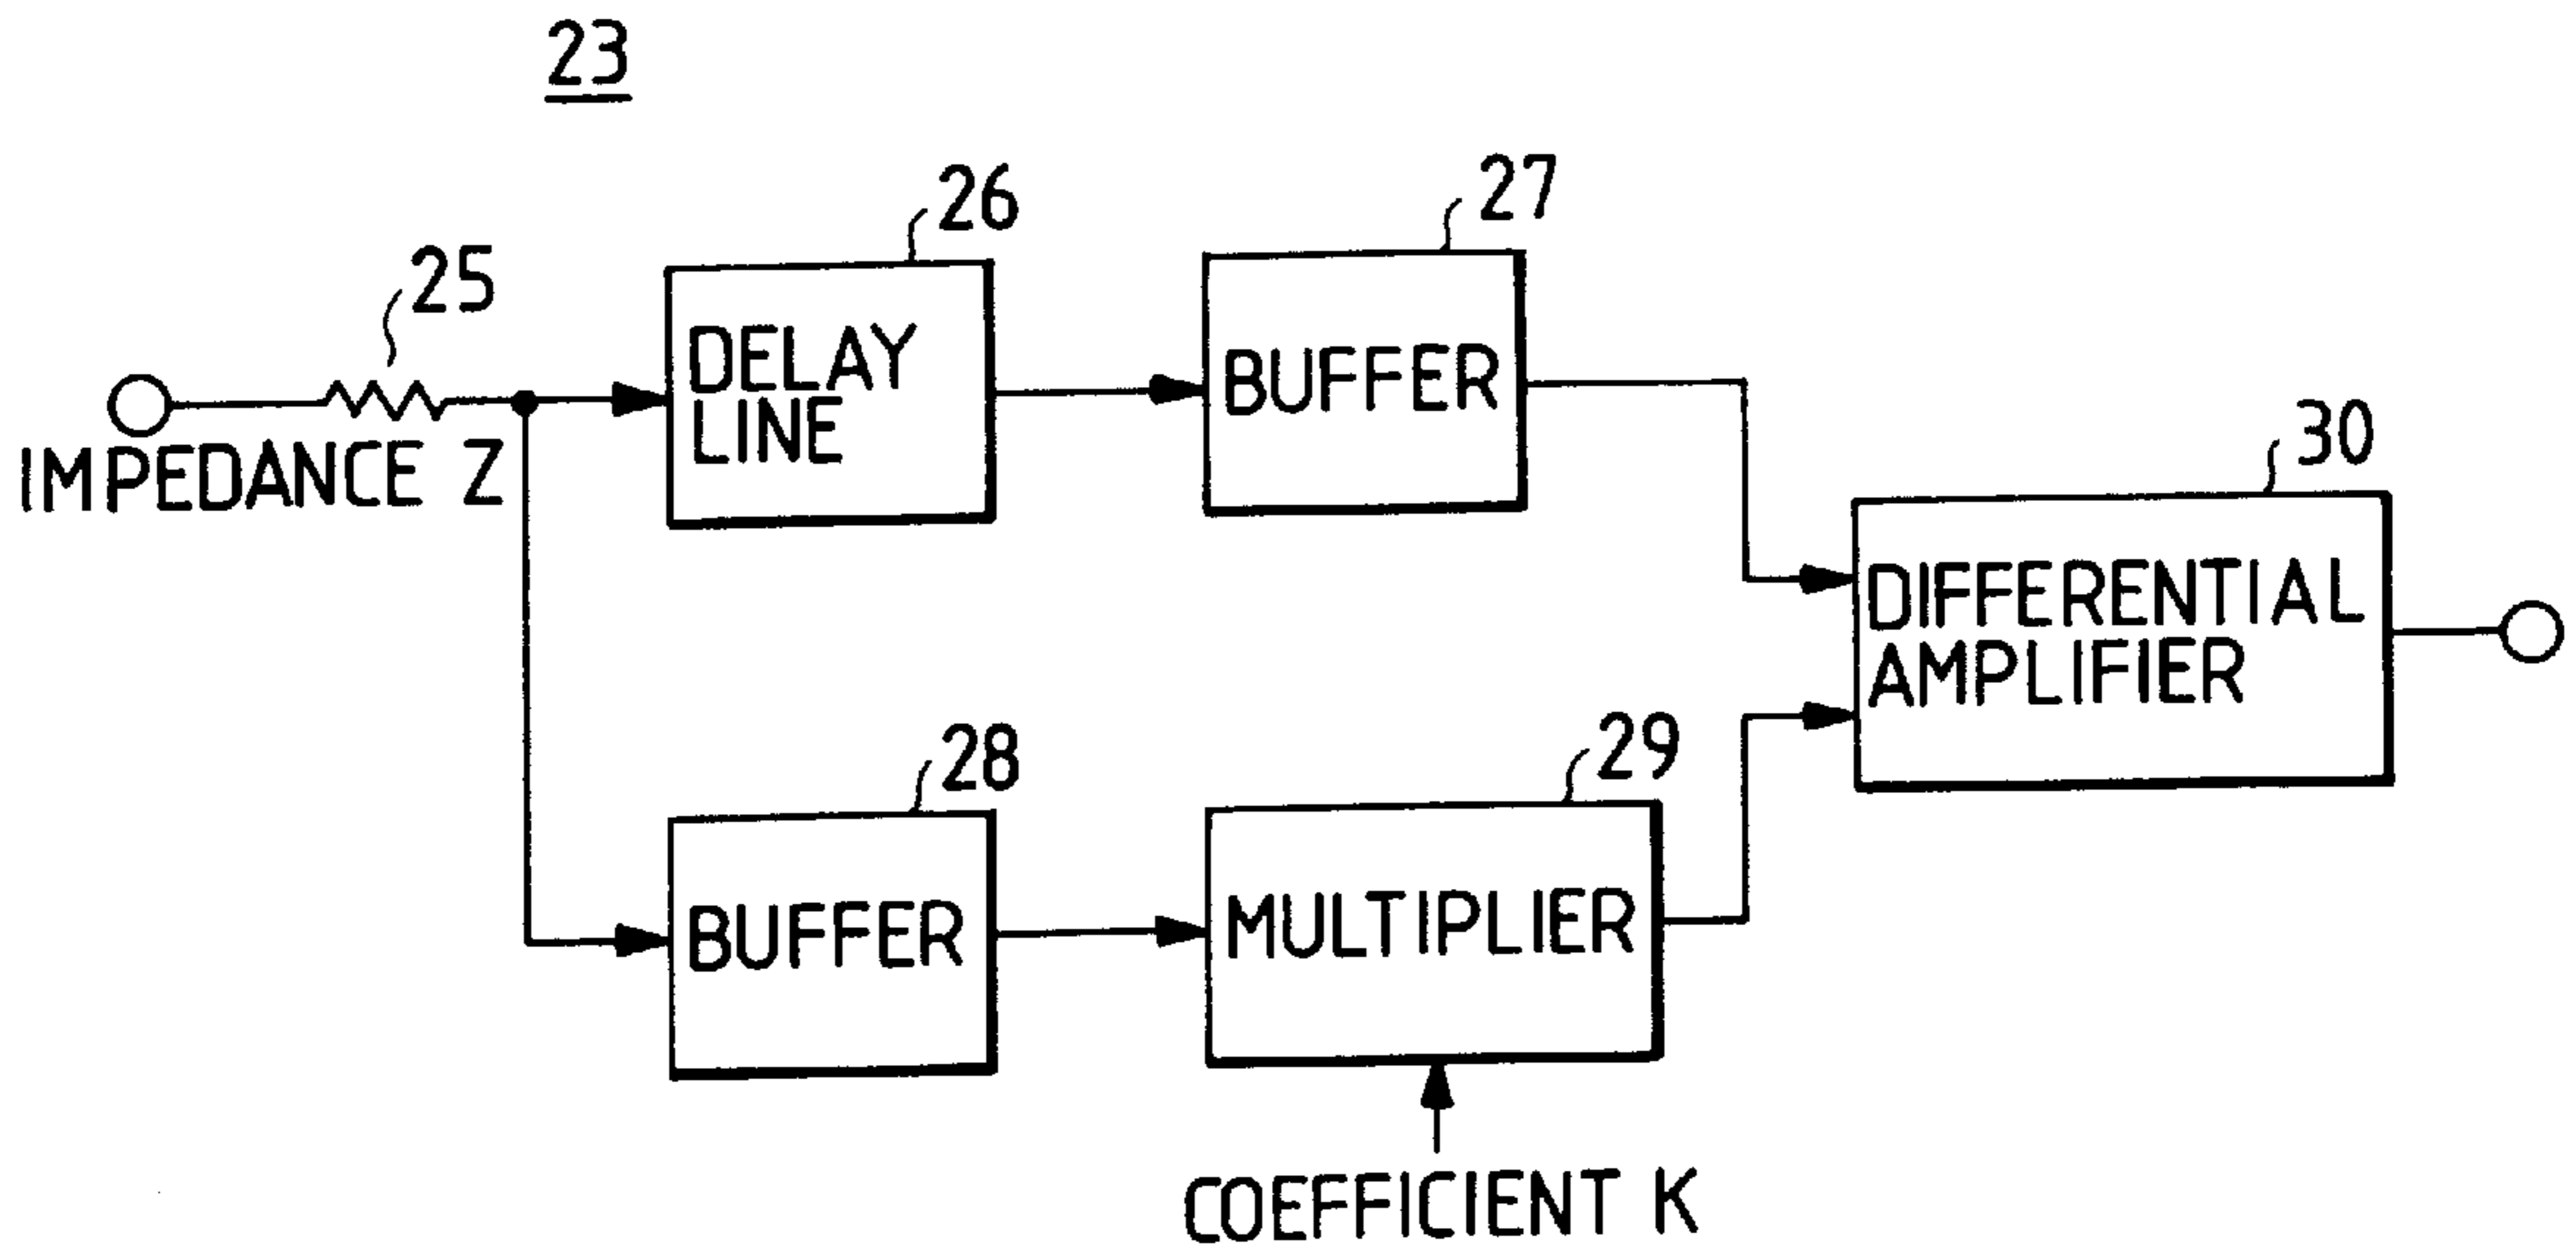 23
25
26
27
IMPEDANCE Z
DELAY
LINE
BUFFER
30
DIFFERENTIAL
AMPLIFIER
28
29
BUFFER
MULTIPLIER
COEFFICIENT K